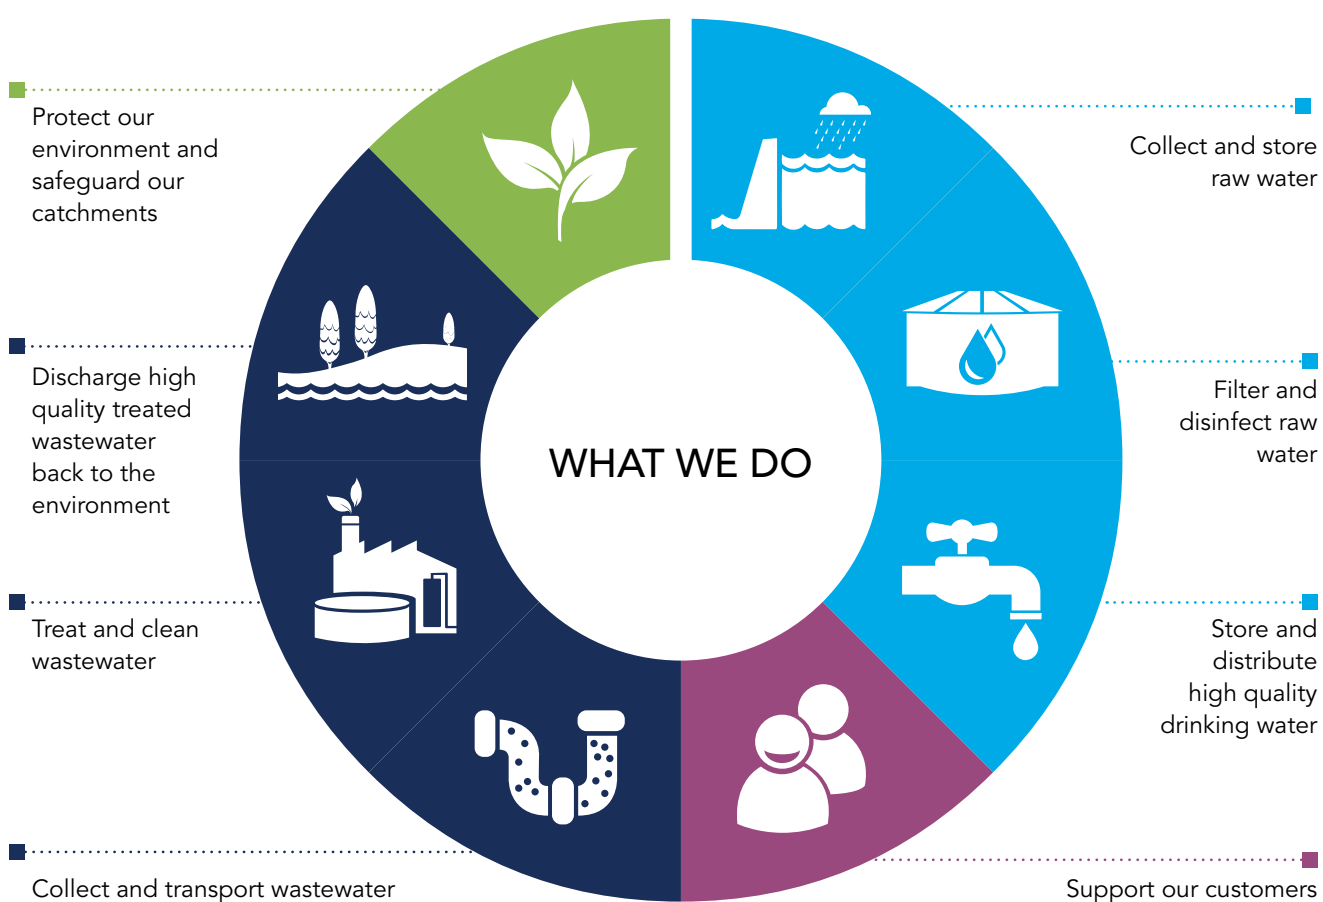 WHAT WE DO
Collect and store
raw water
Filter and
disinfect raw
water
Store and
distribute
high quality
drinking water
Support our customers
Collect and transport wastewater
Treat and clean
wastewater
Discharge high
quality treated
wastewater
back to the
environment
Protect our
environment and
safeguard our
catchments